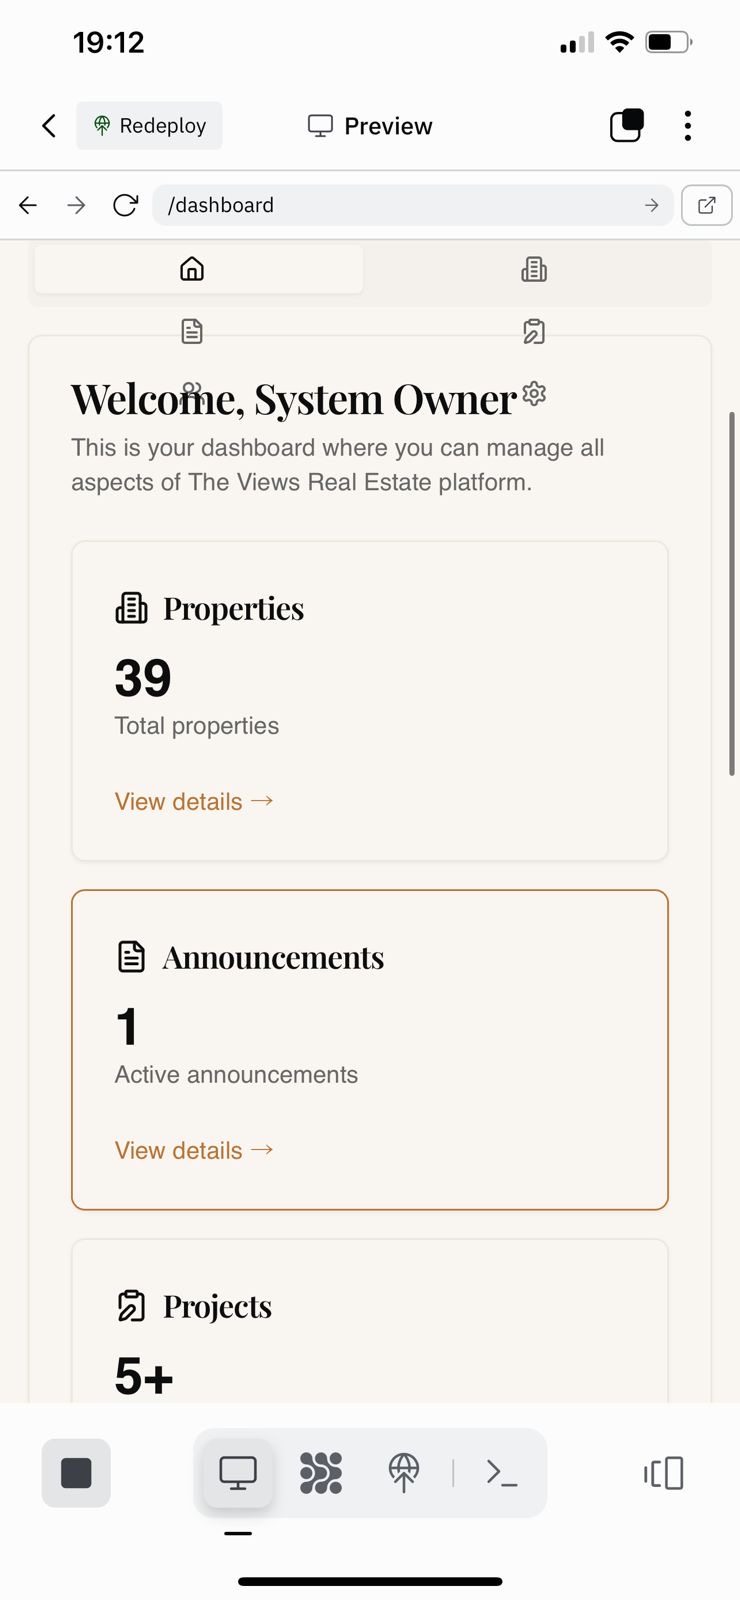 19:12
Redeploy
Preview
/dashboard
Welcome, System Owner
This is your dashboard where you can manage all
aspects of The Views Real Estate platform.
Properties
39
Total properties
View details →
Announcements
1
Active announcements
View details →
Projects
5+